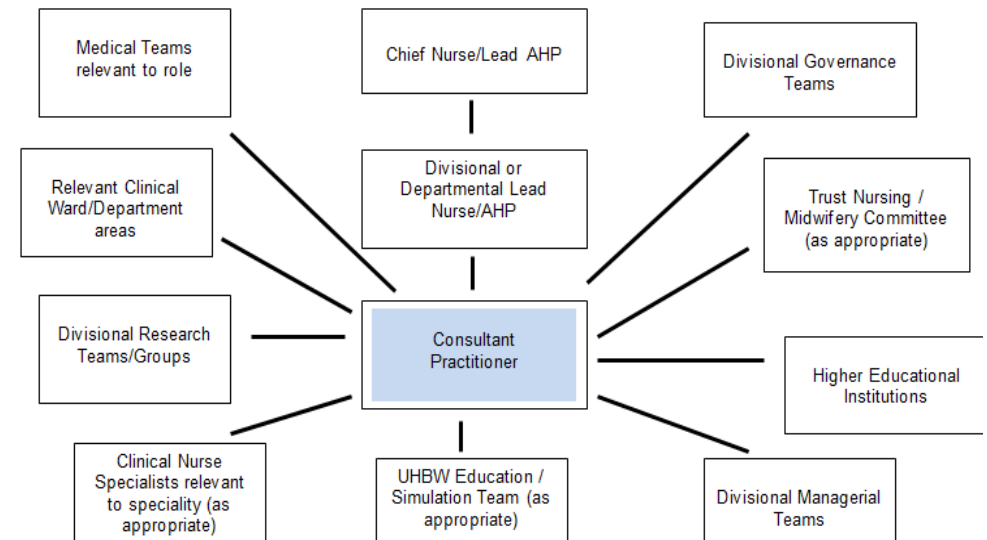 Medical Teams
relevant to role
Chief Nurse/Lead AHP
Divisional Governance
Teams
Relevant Clinical
Ward/Department
areas
Divisional or
Departmental Lead
Nurse/AHP
Trust Nursing /
Midwifery Committee
(as appropriate)
Divisional Research
Teams/Groups
Consultant
Practitioner
Higher Educational
Institutions
Clinical Nurse
Specialists relevant
to speciality (as
appropriate)
UHBW Education /
Simulation Team (as
appropriate)
Divisional Managerial
Teams